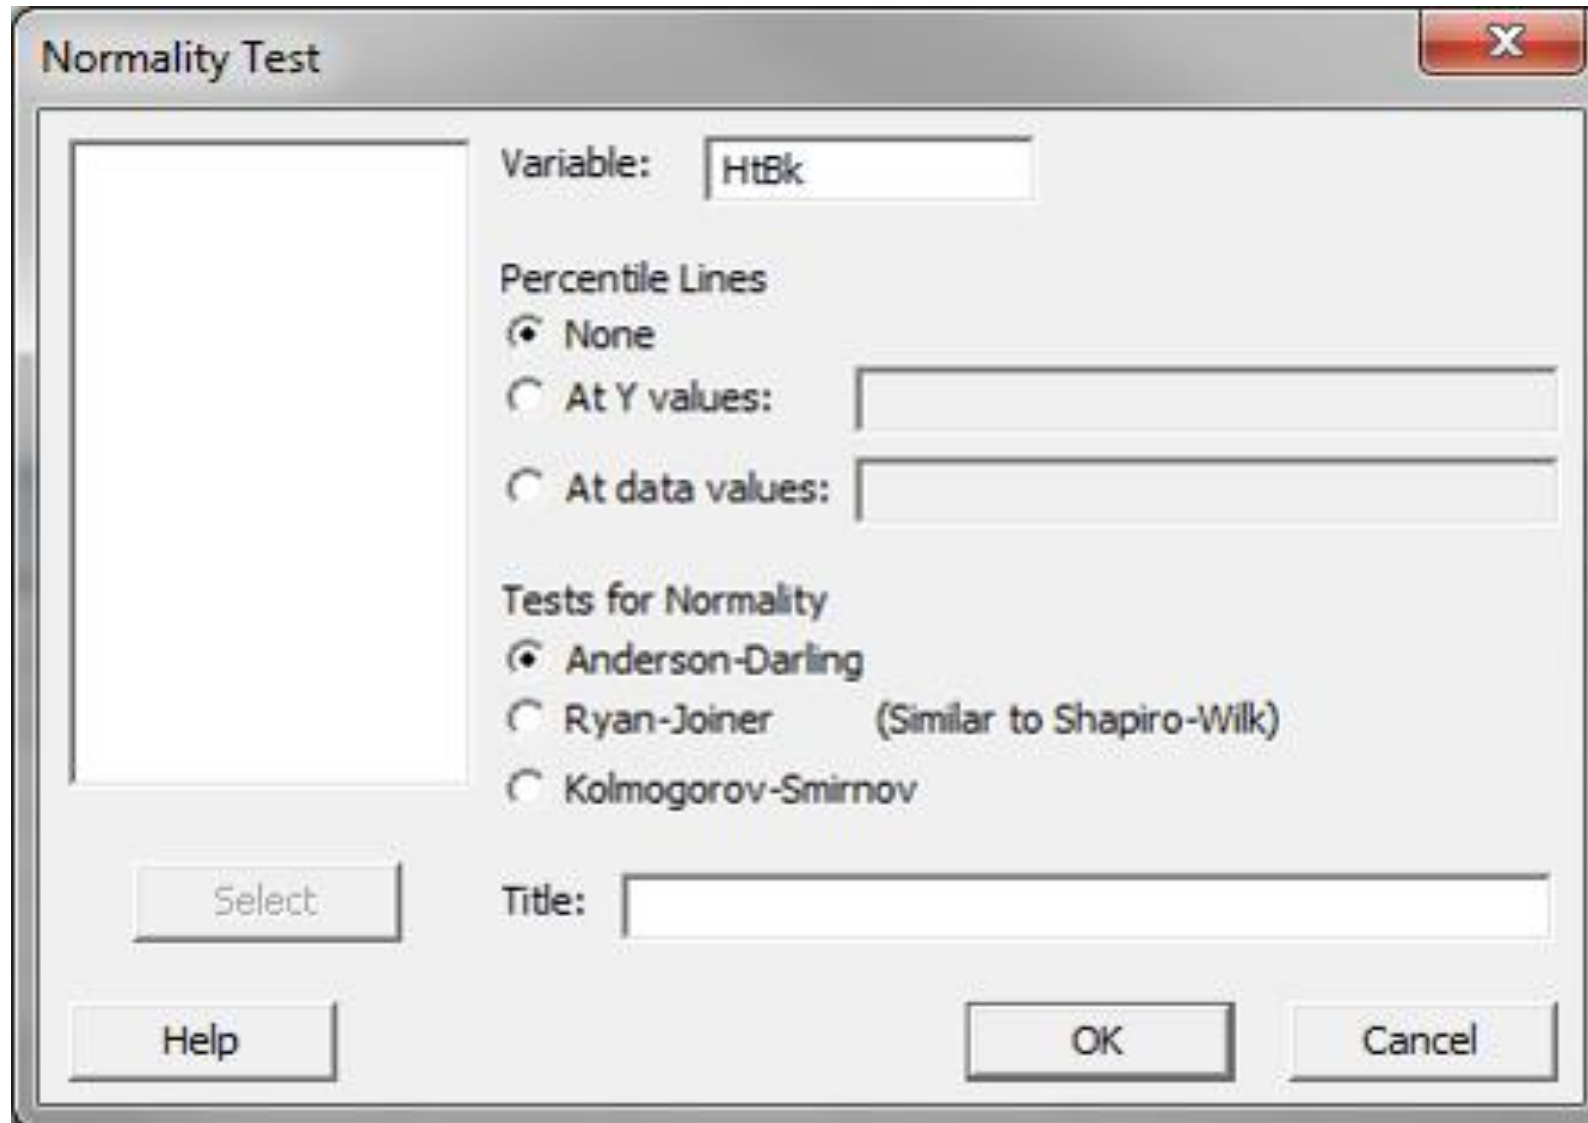 Normality Test
X
Variable: HtBk
Percentile Lines
None
At Y values:
At data values:
Tests for Normality
Anderson-Darling
Ryan-Joiner (Similar to Shapiro-Wilk)
Kolmogorov-Smirnov
Select
Title:
Help OK Cancel